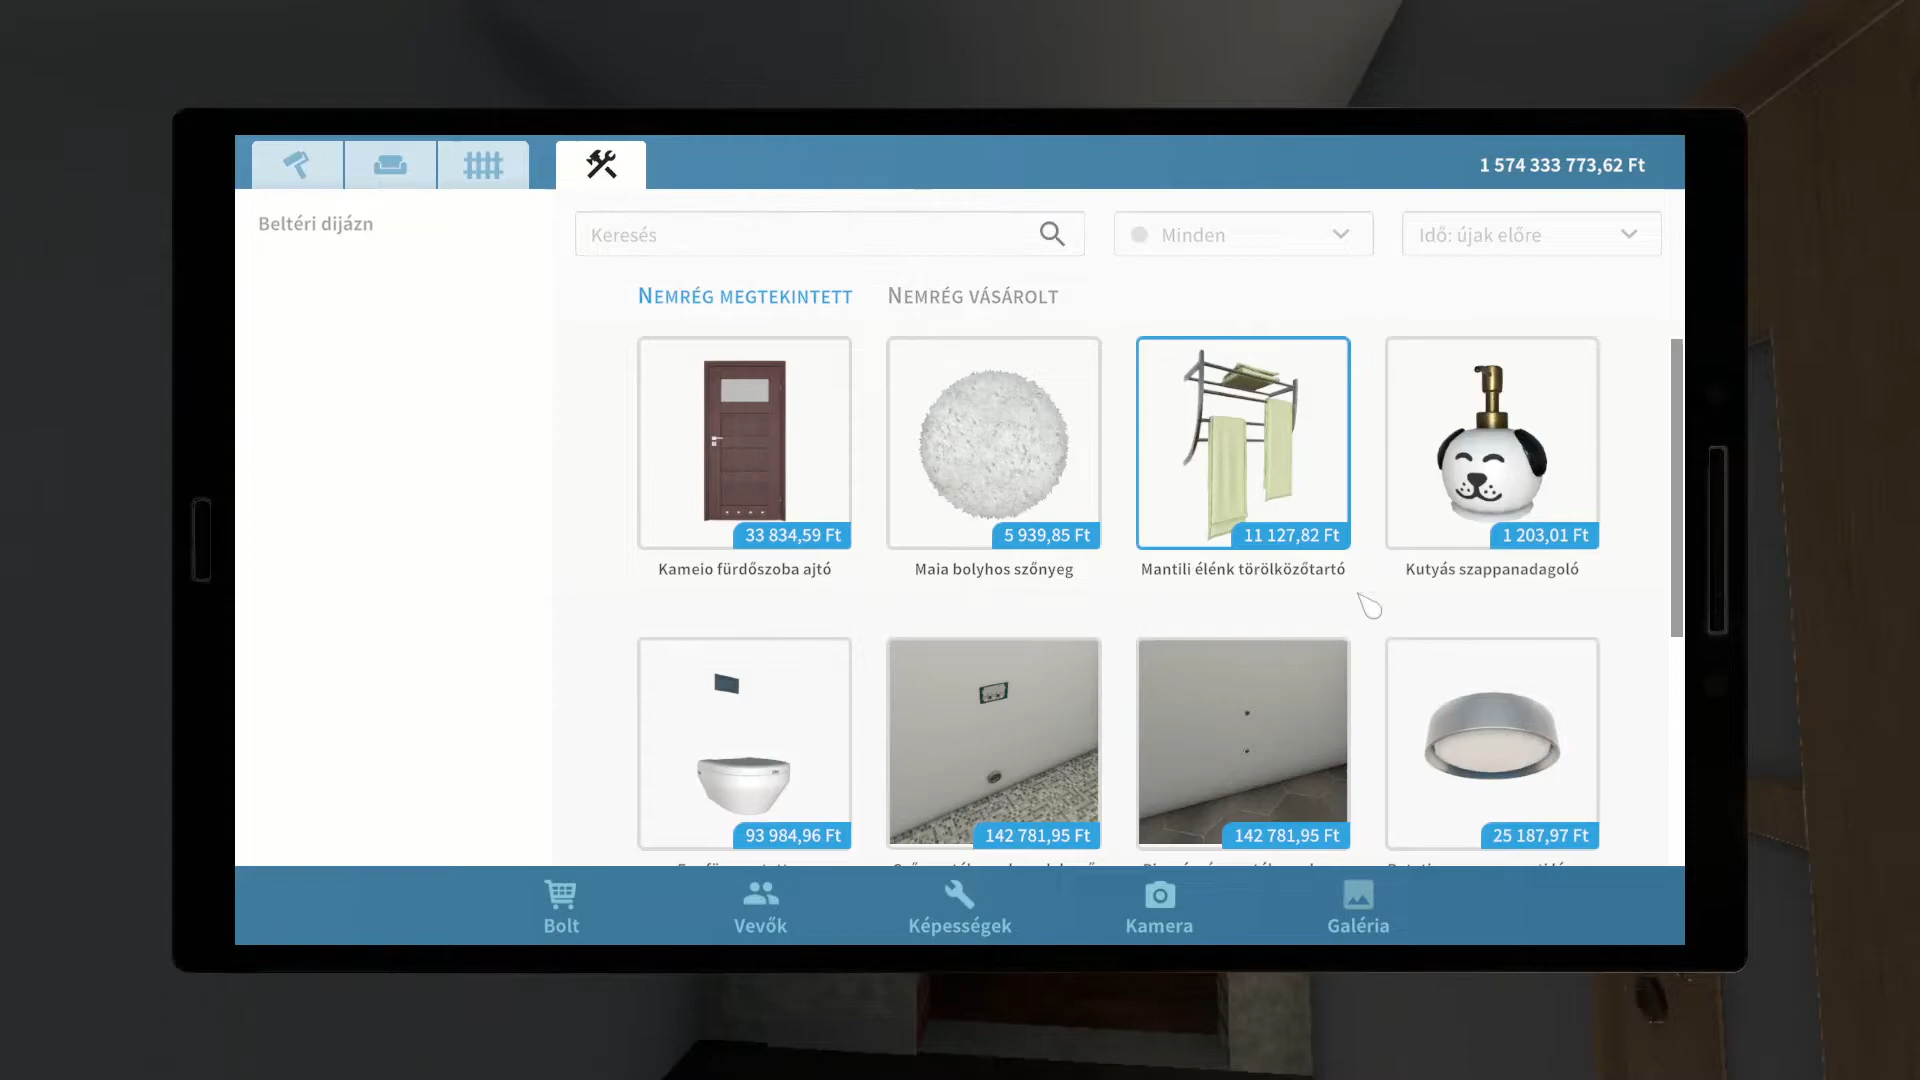 1 574 333 773,62 Ft
Beltéri dijázn
Keresés
Minden
Idő: újak előre
NEMRÉG MEGTEKINTETT
NEMRÉG VÁSÁROLT
33 834,59 Ft
5 939,85 Ft
11 127,82 Ft
1 203,01 Ft
Kameio fürdőszoba ajtó
Maia bolyhos szőnyeg
Mantili élénk törölközőtartó
Kutyás szappanadagoló
93 984,96 Ft
142 781,95 Ft
142 781,95 Ft
25 187,97 Ft
Bolt
Vevők
Képességek
Kamera
Galéria